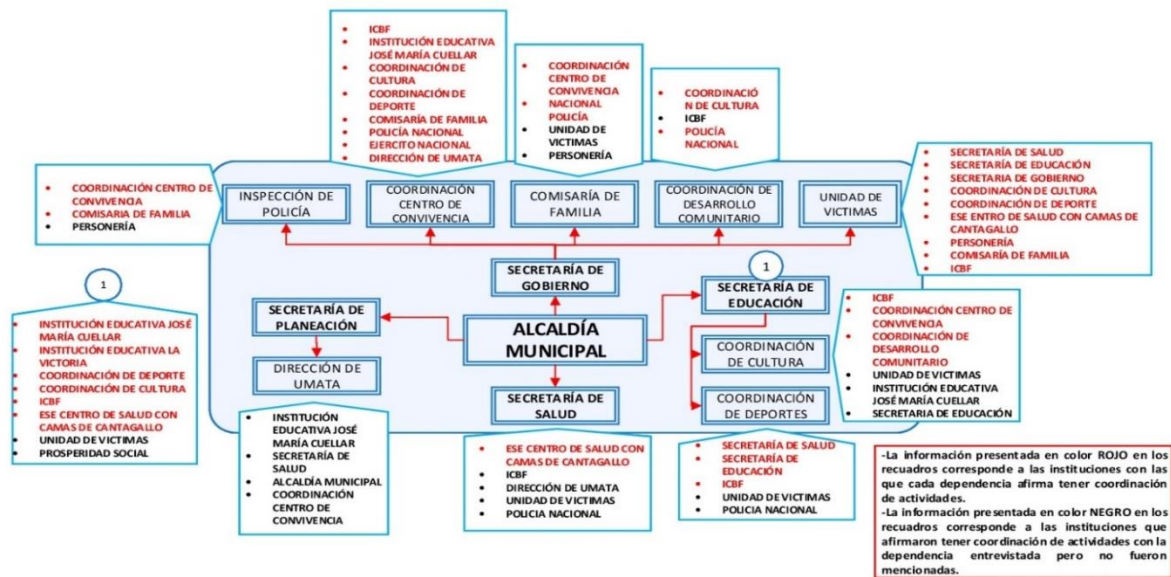 • ICBF
• INSTITUCIÓN EDUCATIVA
JOSÉ MARÍA CUELLAR
• COORDINACIÓN DE
CULTURA
• COORDINACIÓN DE
DEPORTE
• COMISARÍA DE FAMILIA
• POLICÍA NACIONAL
• EJERCITO NACIONAL
• DIRECCIÓN DE UMATA
• COORDINACIÓN
CENTRO DE
CONVIVENCIA
• NACIONAL
POLICÍA
• UNIDAD DE
VICTIMAS
• PERSONERÍA
• COORDINACIÓ
N DE CULTURA
• ICBF
• POLICÍA
NACIONAL
• SECRETARÍA DE SALUD
• SECRETARÍA DE EDUCACIÓN
• SECRETARIA DE GOBIERNO
• COORDINACIÓN DE CULTURA
• COORDINACIÓN DE DEPORTE
• ESE ENTRO DE SALUD CON CAMAS DE
CANTAGALLO
• PERSONERÍA
• COMISARÍA DE FAMILIA
• ICBF
• COORDINACIÓN CENTRO DE
CONVIVENCIA
• COMISARIA DE FAMILIA
• PERSONERÍA
INSPECCIÓN DE
POLICÍA
COORDINACIÓN
CENTRO DE
CONVIVENCIA
COMISARÍA DE
FAMILIA
COORDINACIÓN DE
DESARROLLO
COMUNITARIO
UNIDAD DE
VICTIMAS
1
• INSTITUCIÓN EDUCATIVA JOSÉ
MARÍA CUELLAR
• INSTITUCIÓN EDUCATIVA LA
VICTORIA
• COORDINACIÓN DE DEPORTE
• COORDINACIÓN DE CULTURA
• ICBF
• ESE CENTRO DE SALUD CON
CAMAS DE CANTAGALLO
• UNIDAD DE VICTIMAS
• PROSPERIDAD SOCIAL
SECRETARÍA DE
GOBIERNO
1
SECRETARÍA DE
EDUCACIÓN
SECRETARÍA DE
PLANEACIÓN
ALCALDÍA
MUNICIPAL
DIRECCIÓN DE
UMATA
COORDINACIÓN
DE CULTURA
SECRETARÍA DE
SALUD
COORDINACIÓN
DE DEPORTES
• ICBF
• COORDINACIÓN CENTRO DE
CONVIVENCIA
• COORDINACIÓN DE
DESARROLLO
COMUNITARIO
• UNIDAD DE VICTIMAS
• INSTITUCIÓN EDUCATIVA
JOSÉ MARÍA CUELLAR
• SECRETARIA DE EDUCACIÓN
• INSTITUCIÓN
EDUCATIVA JOSÉ
MARÍA CUELLAR
• SECRETARÍA DE
SALUD
• ALCALDÍA MUNICIPAL
• COORDINACIÓN
CENTRO DE
CONVIVENCIA
• ESE CENTRO DE SALUD CON
CAMAS DE CANTAGALLO
• ICBF
• DIRECCIÓN DE UMATA
• UNIDAD DE VICTIMAS
• POLICIA NACIONAL
• SECRETARÍA DE SALUD
• SECRETARÍA DE
EDUCACIÓN
• ICBF
• UNIDAD DE VICTIMAS
• POLICIA NACIONAL
-La información presentada en color ROJO en los
recuadros corresponde a las instituciones con las
que cada dependencia afirma tener coordinación
de actividades.
-La información presentada en color NEGRO en los
recuadros corresponde a las instituciones que
afirmaron tener coordinación de actividades con la
dependencia entrevistada pero no fueron
mencionadas.